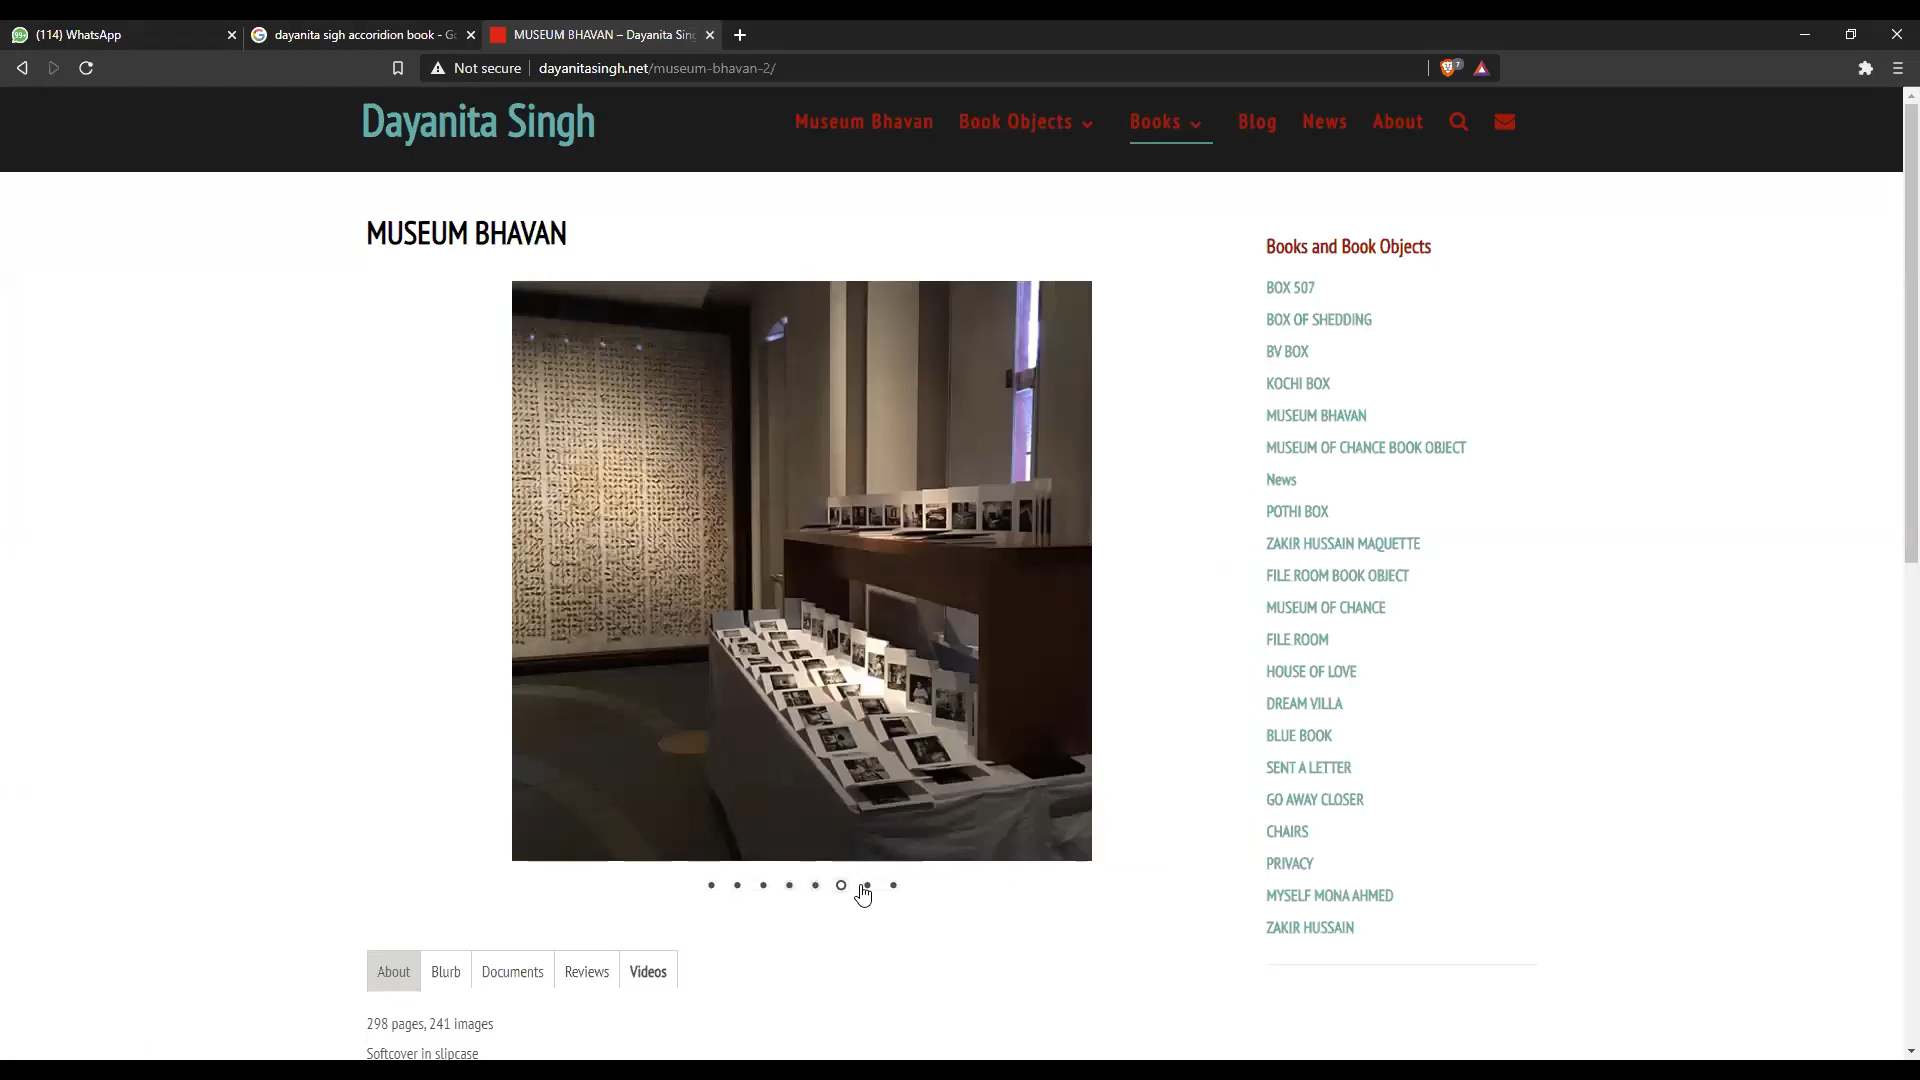 99+ (114) WhatsApp
dayanita sigh accoridion book - Go
MUSEUM BHAVAN – Dayanita Sin
Not secure
dayanitasingh.net/museum-bhavan-2/
7
Dayanita Singh
Museum Bhavan
Book Objects
Books
Blog
News
About
MUSEUM BHAVAN
Books and Book Objects
BOX 507
BOX OF SHEDDING
BV BOX
KOCHI BOX
MUSEUM BHAVAN
MUSEUM OF CHANCE BOOK OBJECT
News
POTHI BOX
ZAKIR HUSSAIN MAQUETTE
FILE ROOM BOOK OBJECT
MUSEUM OF CHANCE
FILE ROOM
HOUSE OF LOVE
DREAM VILLA
BLUE BOOK
SENT A LETTER
GO AWAY CLOSER
CHAIRS
PRIVACY
MYSELF MONA AHMED
ZAKIR HUSSAIN
About
Blurb
Documents
Reviews
Videos
298 pages, 241 images
Softcover in slipcase